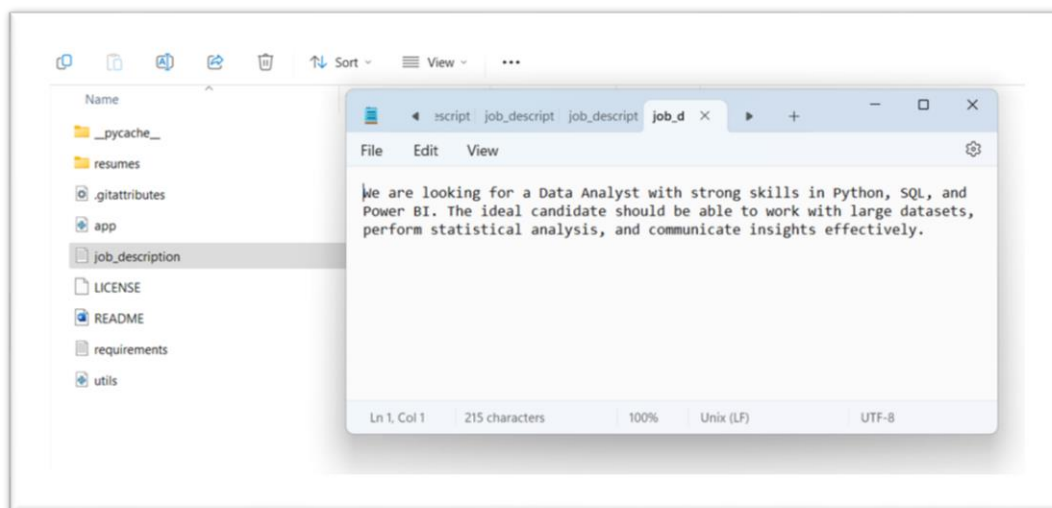 Sort
View
Name
__pycache__
resumes
.gitattributes
app
job_description
LICENSE
README
requirements
utils
escript job_descript job_descript job_d
File Edit View
We are looking for a Data Analyst with strong skills in Python, SQL, and
Power BI. The ideal candidate should be able to work with large datasets,
perform statistical analysis, and communicate insights effectively.
Ln 1, Col 1 215 characters 100% Unix (LF) UTF-8